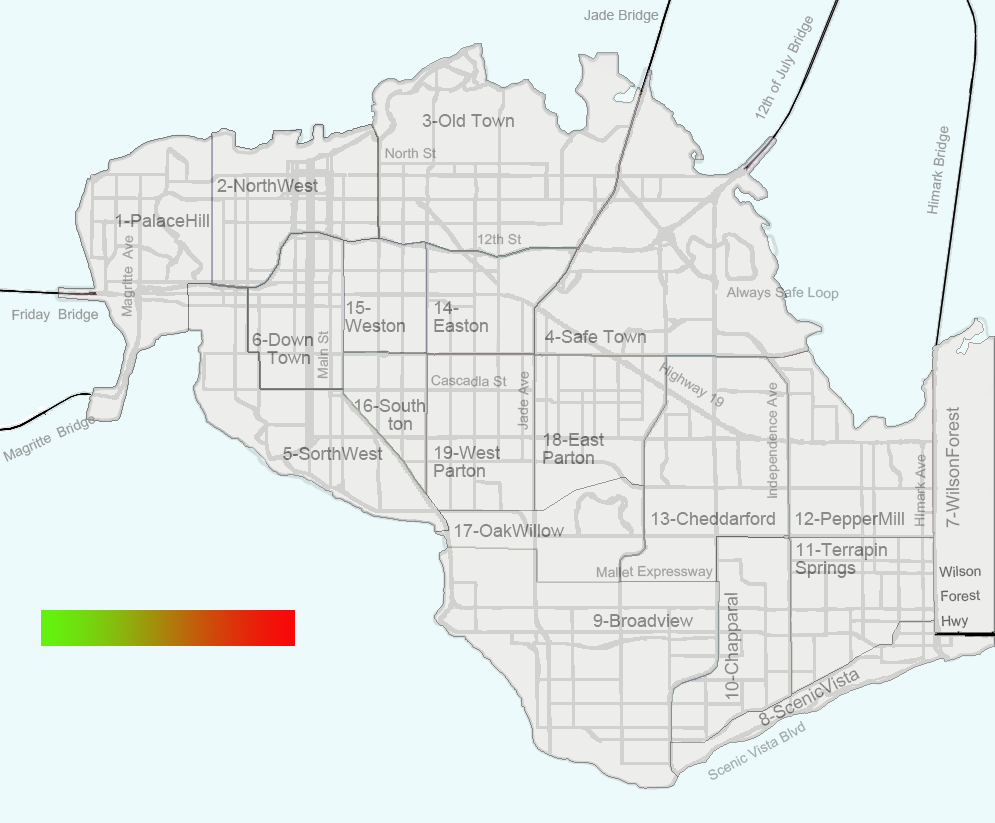 Jade Bridge
12th of July Bridge
3-Old Town
North St
Himark Bridge
2-NorthWest
1-PalaceHill
12th St
Magritte Ave
Always Safe Loop
Friday Bridge
15-
Weston
14-
Easton
4-Safe Town
6-Down
Town
Main St
Cascadla St
Jade Ave
Highway 19
Independence Ave
16-South
ton
Magritte Bridge
5-SorthWest
19-West
Parton
18-East
Parton
HImark Ave
7-WilsonForest
17-OakWillow
13-Cheddarford
12-PepperMill
11-Terrapin
Springs
Mallet Expressway
Wilson
Forest
Hwy
9-Broadview
10-Chapparal
8-ScenicVista
Scenic Vista Blvd